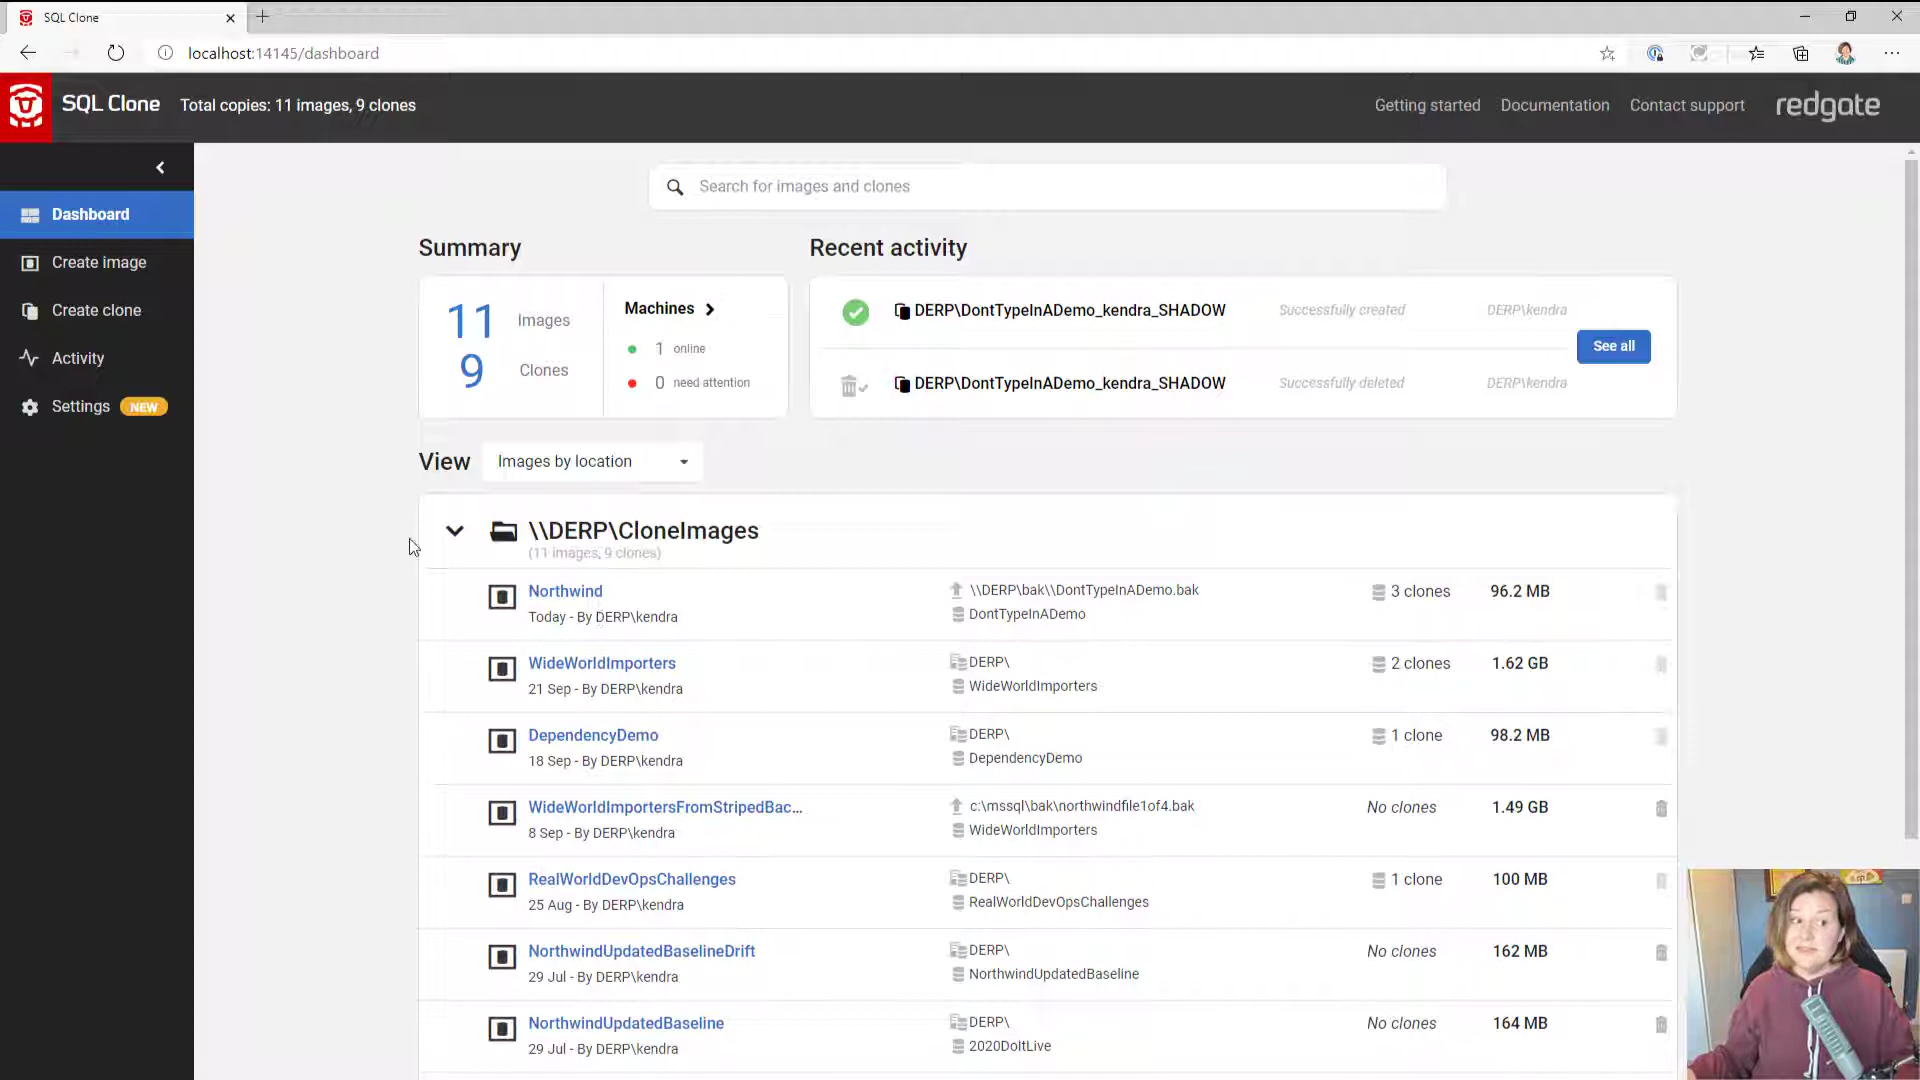 SQL Clone
localhost:14145/dashboard
SQL Clone
Total copies: 11 images, 9 clones
Getting started
Documentation
Contact support
redgate
Dashboard
Create image
Create clone
Activity
Settings NEW
Search for images and clones
Summary
11 Images
9 Clones
Machines
1 online
0 need attention
Recent activity
DERP\DontTypeInADemo_kendra_SHADOW Successfully created DERP\kendra
See all
DERP\DontTypeInADemo_kendra_SHADOW Successfully deleted DERP\kendra
View Images by location
\\DERP\CloneImages
(11 images, 9 clones)
Northwind \\DERP\bak\\DontTypeInADemo.bak 3 clones 96.2 MB
Today - By DERP\kendra DontTypeInADemo
WideWorldImporters DERP\ 2 clones 1.62 GB
21 Sep - By DERP\kendra WideWorldImporters
DependencyDemo DERP\ 1 clone 98.2 MB
18 Sep - By DERP\kendra DependencyDemo
WideWorldImportersFromStripedBac... c:\mssql\bak\northwindfile1of4.bak No clones 1.49 GB
8 Sep - By DERP\kendra WideWorldImporters
RealWorldDevOpsChallenges DERP\ 1 clone 100 MB
25 Aug - By DERP\kendra RealWorldDevOpsChallenges
NorthwindUpdatedBaselineDrift DERP\ No clones 162 MB
29 Jul - By DERP\kendra NorthwindUpdatedBaseline
NorthwindUpdatedBaseline DERP\ No clones 164 MB
29 Jul - By DERP\kendra 2020DoItLive